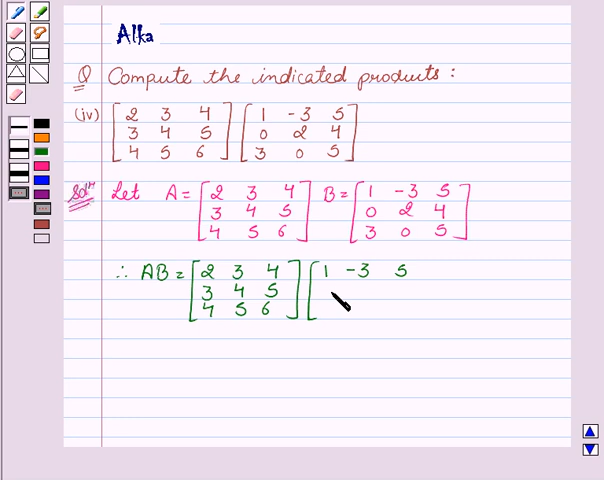 Alka
Q Compute the indicated products :
(iv) [2 3 4] [1 -3 5]
[3 4 5] [0 2 4]
[4 5 6] [3 0 5]
Solⁿ Let A = [2 3 4] B = [1 -3 5]
[3 4 5] [0 2 4]
[4 5 6] [3 0 5]
∴ AB = [2 3 4] [1 -3 5
[3 4 5] [
[4 5 6] [